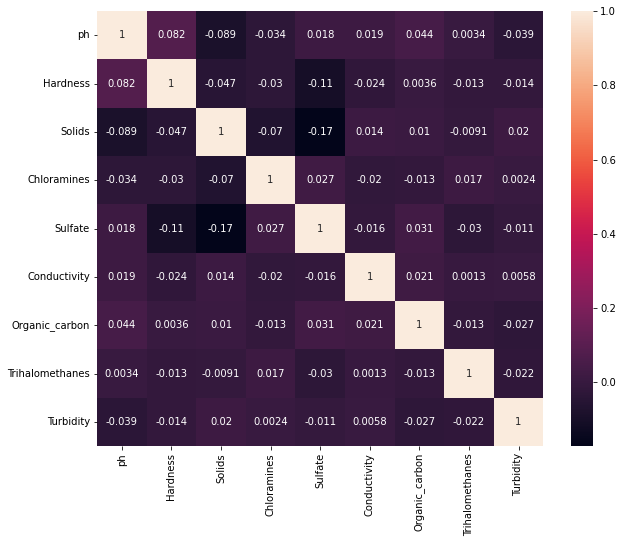 ph 1 0.082 -0.089 -0.034 0.018 0.019 0.044 0.0034 -0.039
Hardness 0.082 1 -0.047 -0.03 -0.11 -0.024 0.0036 -0.013 -0.014
Solids -0.089 -0.047 1 -0.07 -0.17 0.014 0.01 -0.0091 0.02
Chloramines -0.034 -0.03 -0.07 1 0.027 -0.02 -0.013 0.017 0.0024
Sulfate 0.018 -0.11 -0.17 0.027 1 -0.016 0.031 -0.03 -0.011
Conductivity 0.019 -0.024 0.014 -0.02 -0.016 1 0.021 0.0013 0.0058
Organic_carbon 0.044 0.0036 0.01 -0.013 0.031 0.021 1 -0.013 -0.027
Trihalomethanes 0.0034 -0.013 -0.0091 0.017 -0.03 0.0013 -0.013 1 -0.022
Turbidity -0.039 -0.014 0.02 0.0024 -0.011 0.0058 -0.027 -0.022 1
ph
Hardness
Solids
Chloramines
Sulfate
Conductivity
Organic_carbon
Trihalomethanes
Turbidity
1.0
0.8
0.6
0.4
0.2
0.0